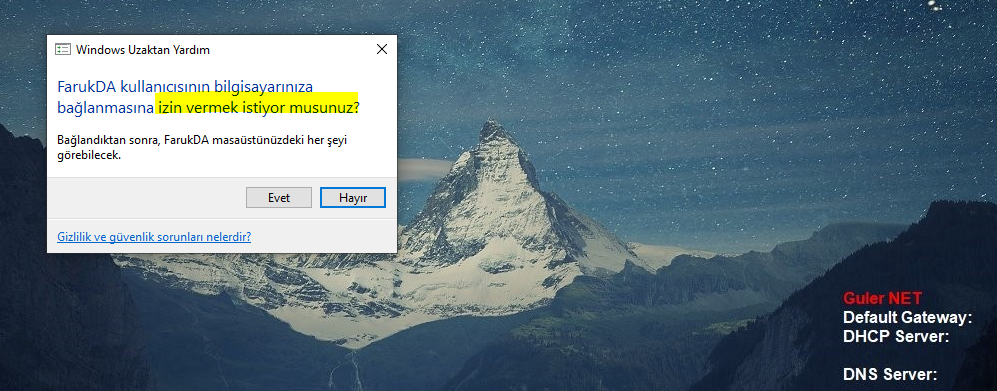 Windows Uzaktan Yardım
FarukDA kullanıcısının bilgisayarınıza
bağlanmasına izin vermek istiyor musunuz?
Bağlandıktan sonra, FarukDA masaüstünüzdeki her şeyi
görebilecek.
Evet
Hayır
Gizlilik ve güvenlik sorunları nelerdir?
Guler NET
Default Gateway:
DHCP Server:
DNS Server: